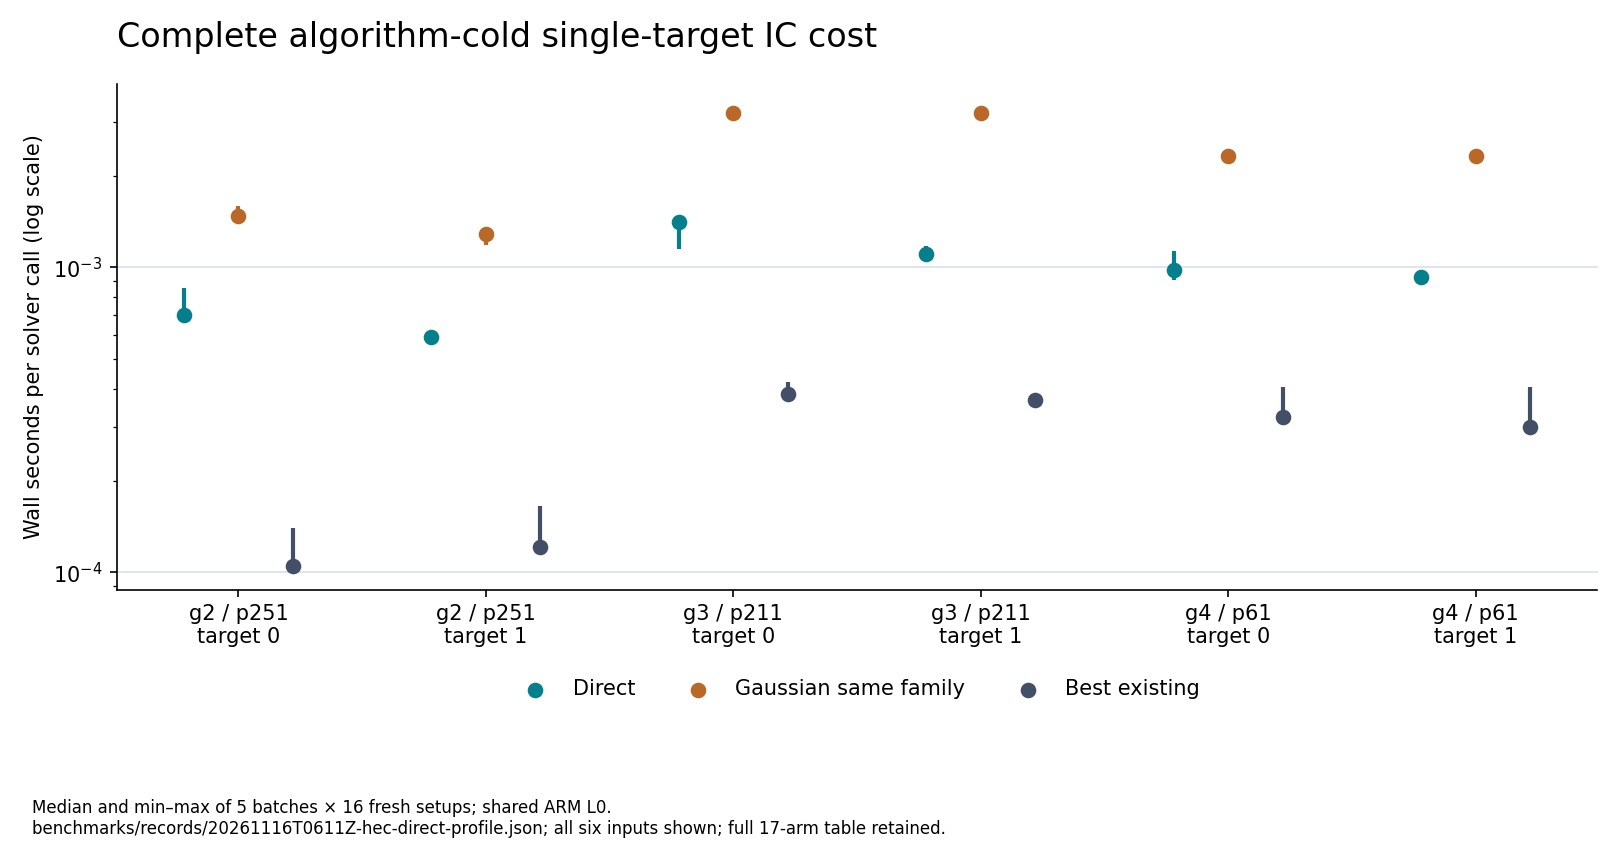 Complete algorithm-cold single-target IC cost
Wall seconds per solver call (log scale)
10⁻³
10⁻⁴
g2 / p251
target 0
g2 / p251
target 1
g3 / p211
target 0
g3 / p211
target 1
g4 / p61
target 0
g4 / p61
target 1
Direct
Gaussian same family
Best existing
Median and min–max of 5 batches × 16 fresh setups; shared ARM L0.
benchmarks/records/20261116T0611Z-hec-direct-profile.json; all six inputs shown; full 17-arm table retained.